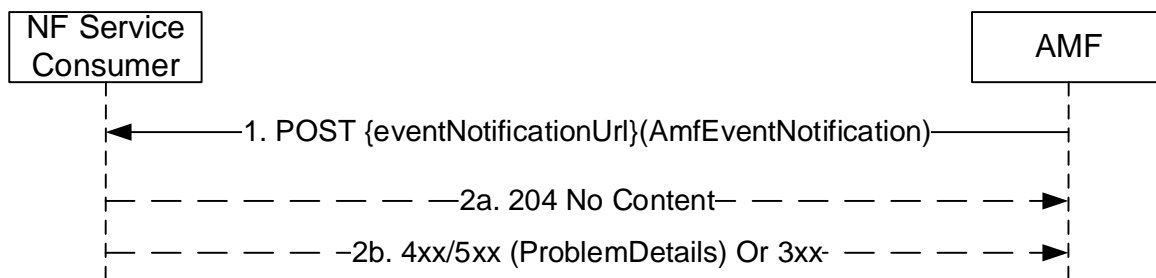 NF Service
Consumer
AMF
1. POST {eventNotificationUrl}(AmfEventNotification)
2a. 204 No Content
2b. 4xx/5xx (ProblemDetails) Or 3xx